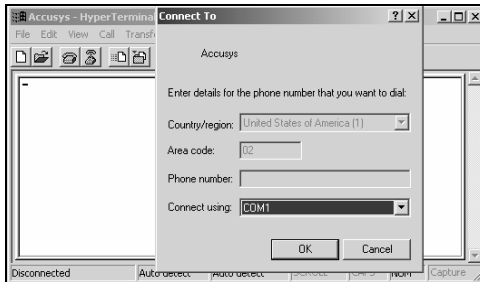 Accusys - HyperTerminal
File Edit View Call Transf
Connect To
Accusys
Enter details for the phone number that you want to dial:
Country/region: United States of America (1)
Area code: 02
Phone number:
Connect using: COM1
OK Cancel
Disconnected Auto detect Auto detect SCROLL CAPS NUM Capture